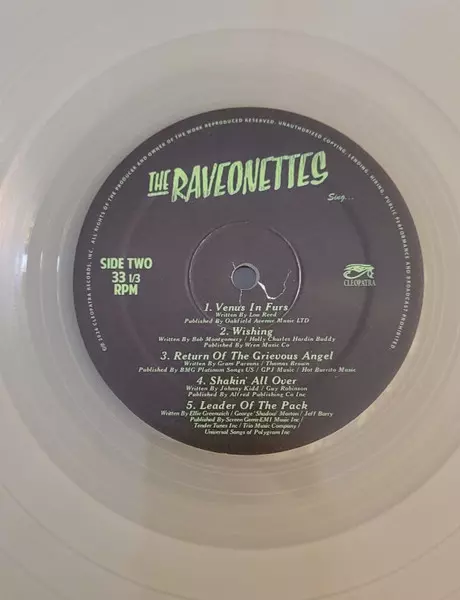 ℗© 2024 CLEOPATRA RECORDS, INC. ALL RIGHTS OF THE PRODUCER AND OWNER OF THE WORK REPRODUCED RESERVED. UNAUTHORIZED COPYING, LENDING, HIRING, PUBLIC PERFORMANCE AND BROADCAST PROHIBITED
THE RAVEONETTES
Sing...
SIDE TWO
33 1/3
RPM
CLEOPATRA
1. Venus In Furs
Written By Lou Reed
Published By Oakfield Avenue Music LTD
2. Wishing
Written By Bob Montgomery / Holly Charles Hardin Buddy
Published By Wren Music Co
3. Return Of The Grievous Angel
Written By Gram Parsons / Thomas Brown
Published By BMG Platinum Songs US / GPJ Music / Hot Burrito Music
4. Shakin' All Over
Written By Johnny Kidd / Guy Robinson
Published By Alfred Publishing Co Inc
5. Leader Of The Pack
Written By Ellie Greenwich / George 'Shadow' Morton / Jeff Barry
Published By Screen Gems-EMI Music Inc /
Tender Tunes Inc / Trio Music Company /
Universal Songs of Polygram Inc